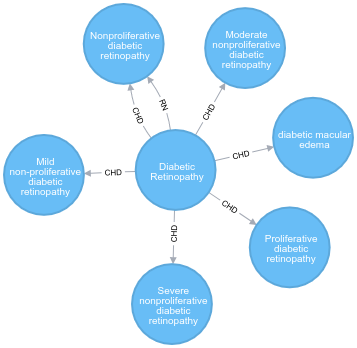 Nonproliferative
diabetic
retinopathy
Moderate
nonproliferative
diabetic
retinopathy
CHD
RN
CHD
diabetic macular
edema
CHD
Mild
non-proliferative
diabetic
retinopathy
CHD
Diabetic
Retinopathy
CHD
Proliferative
diabetic
retinopathy
CHD
Severe
nonproliferative
diabetic
retinopathy